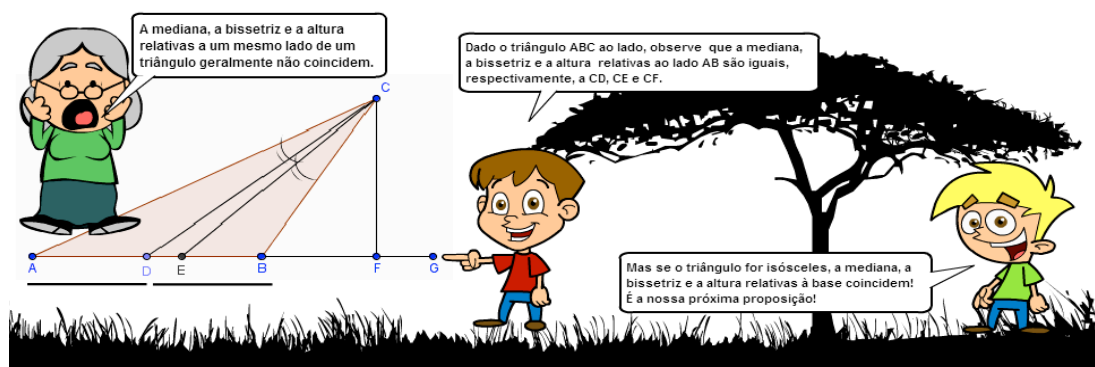 A mediana, a bissetriz e a altura
relativas a um mesmo lado de um
triângulo geralmente não coincidem.
Dado o triângulo ABC ao lado, observe que a mediana,
a bissetriz e a altura relativas ao lado AB são iguais,
respectivamente, a CD, CE e CF.
C
A
D
E
B
F
G
Mas se o triângulo for isósceles, a mediana, a
bissetriz e a altura relativas à base coincidem!
É a nossa próxima proposição!